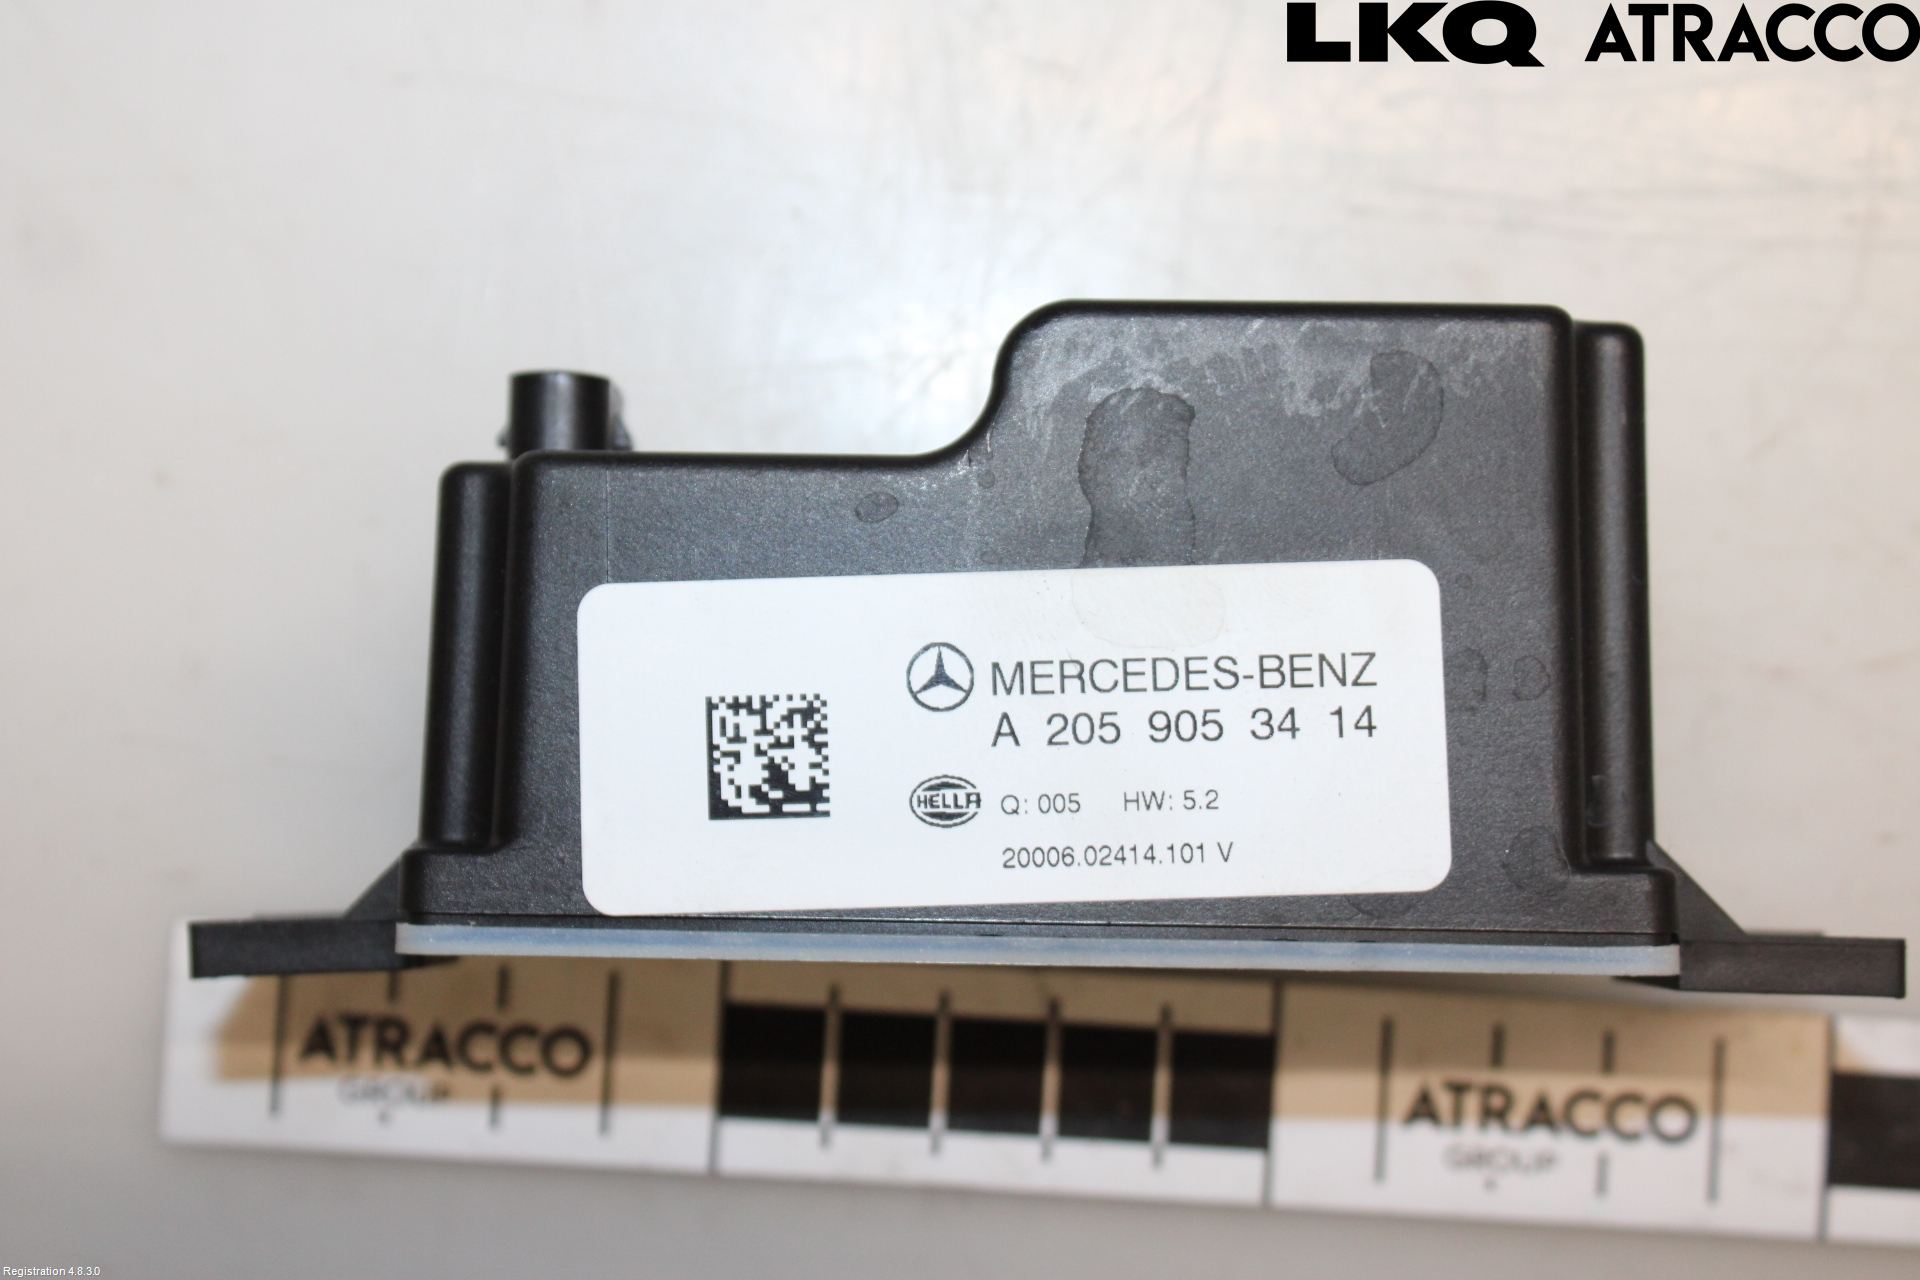 LKQ ATRACCO
MERCEDES-BENZ
A 205 905 34 14
HELLA Q: 005 HW: 5.2
20006.02414.101 V
ATRACCO
GROUP
ATRACCO
GROUP
Registration 4.8.3.0